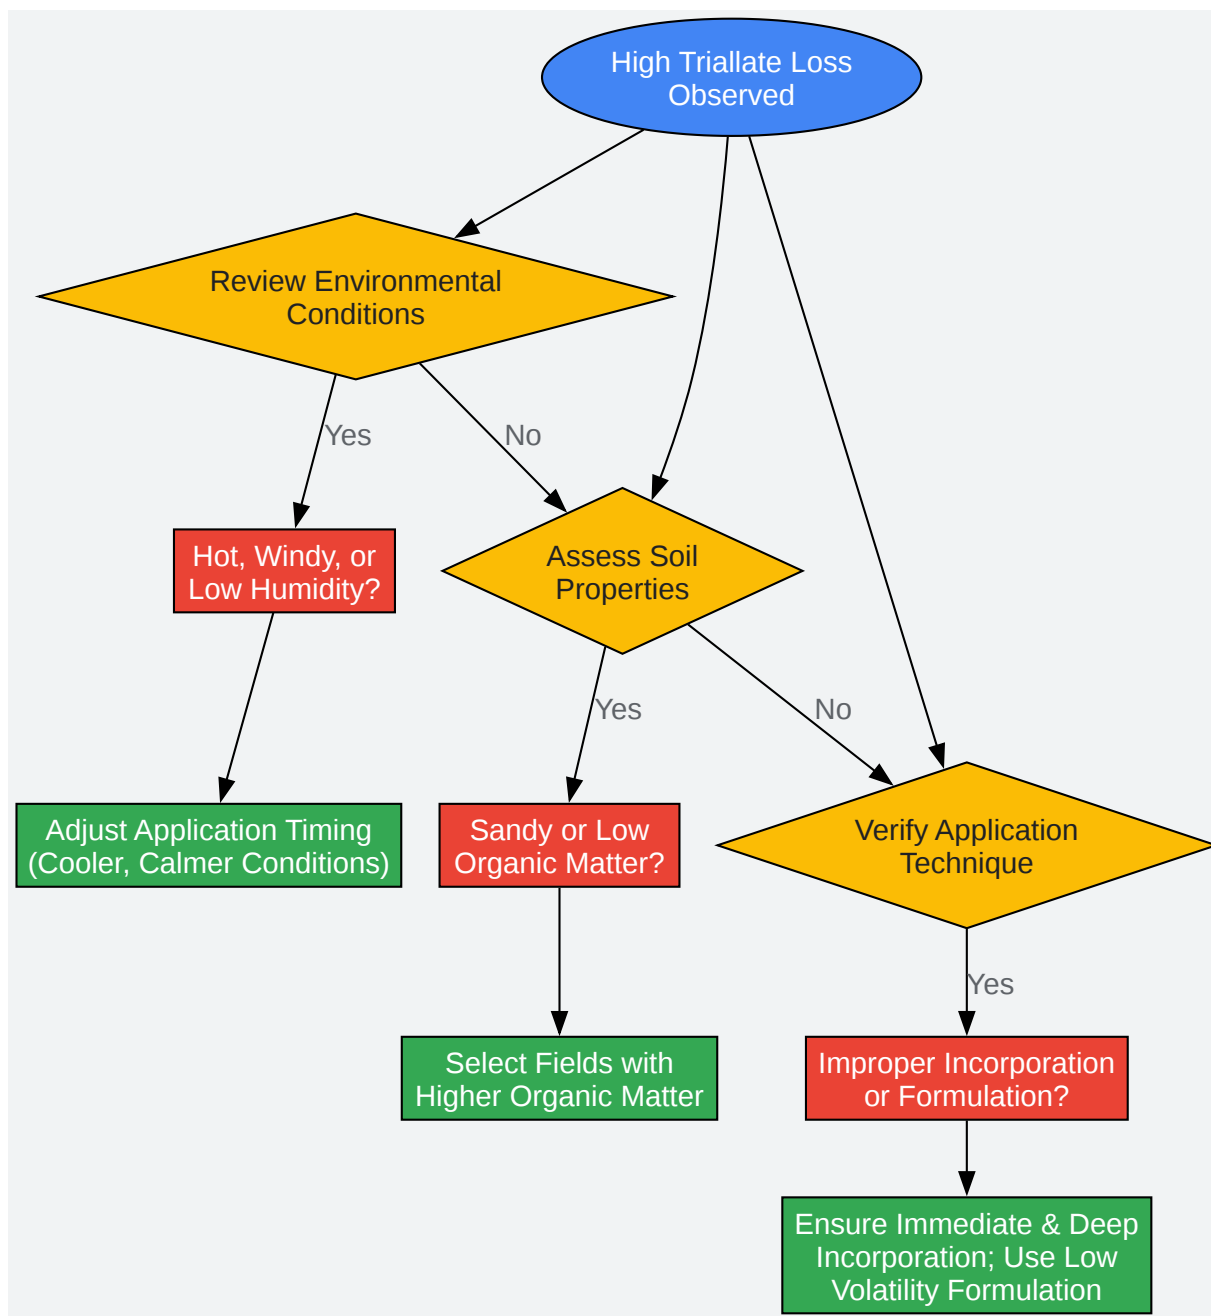 High Triallate Loss
Observed
Review Environmental
Conditions
Yes
No
Hot, Windy, or
Low Humidity?
Assess Soil
Properties
Yes
No
Adjust Application Timing
(Cooler, Calmer Conditions)
Sandy or Low
Organic Matter?
Verify Application
Technique
Yes
Select Fields with
Higher Organic Matter
Improper Incorporation
or Formulation?
Ensure Immediate & Deep
Incorporation; Use Low
Volatility Formulation